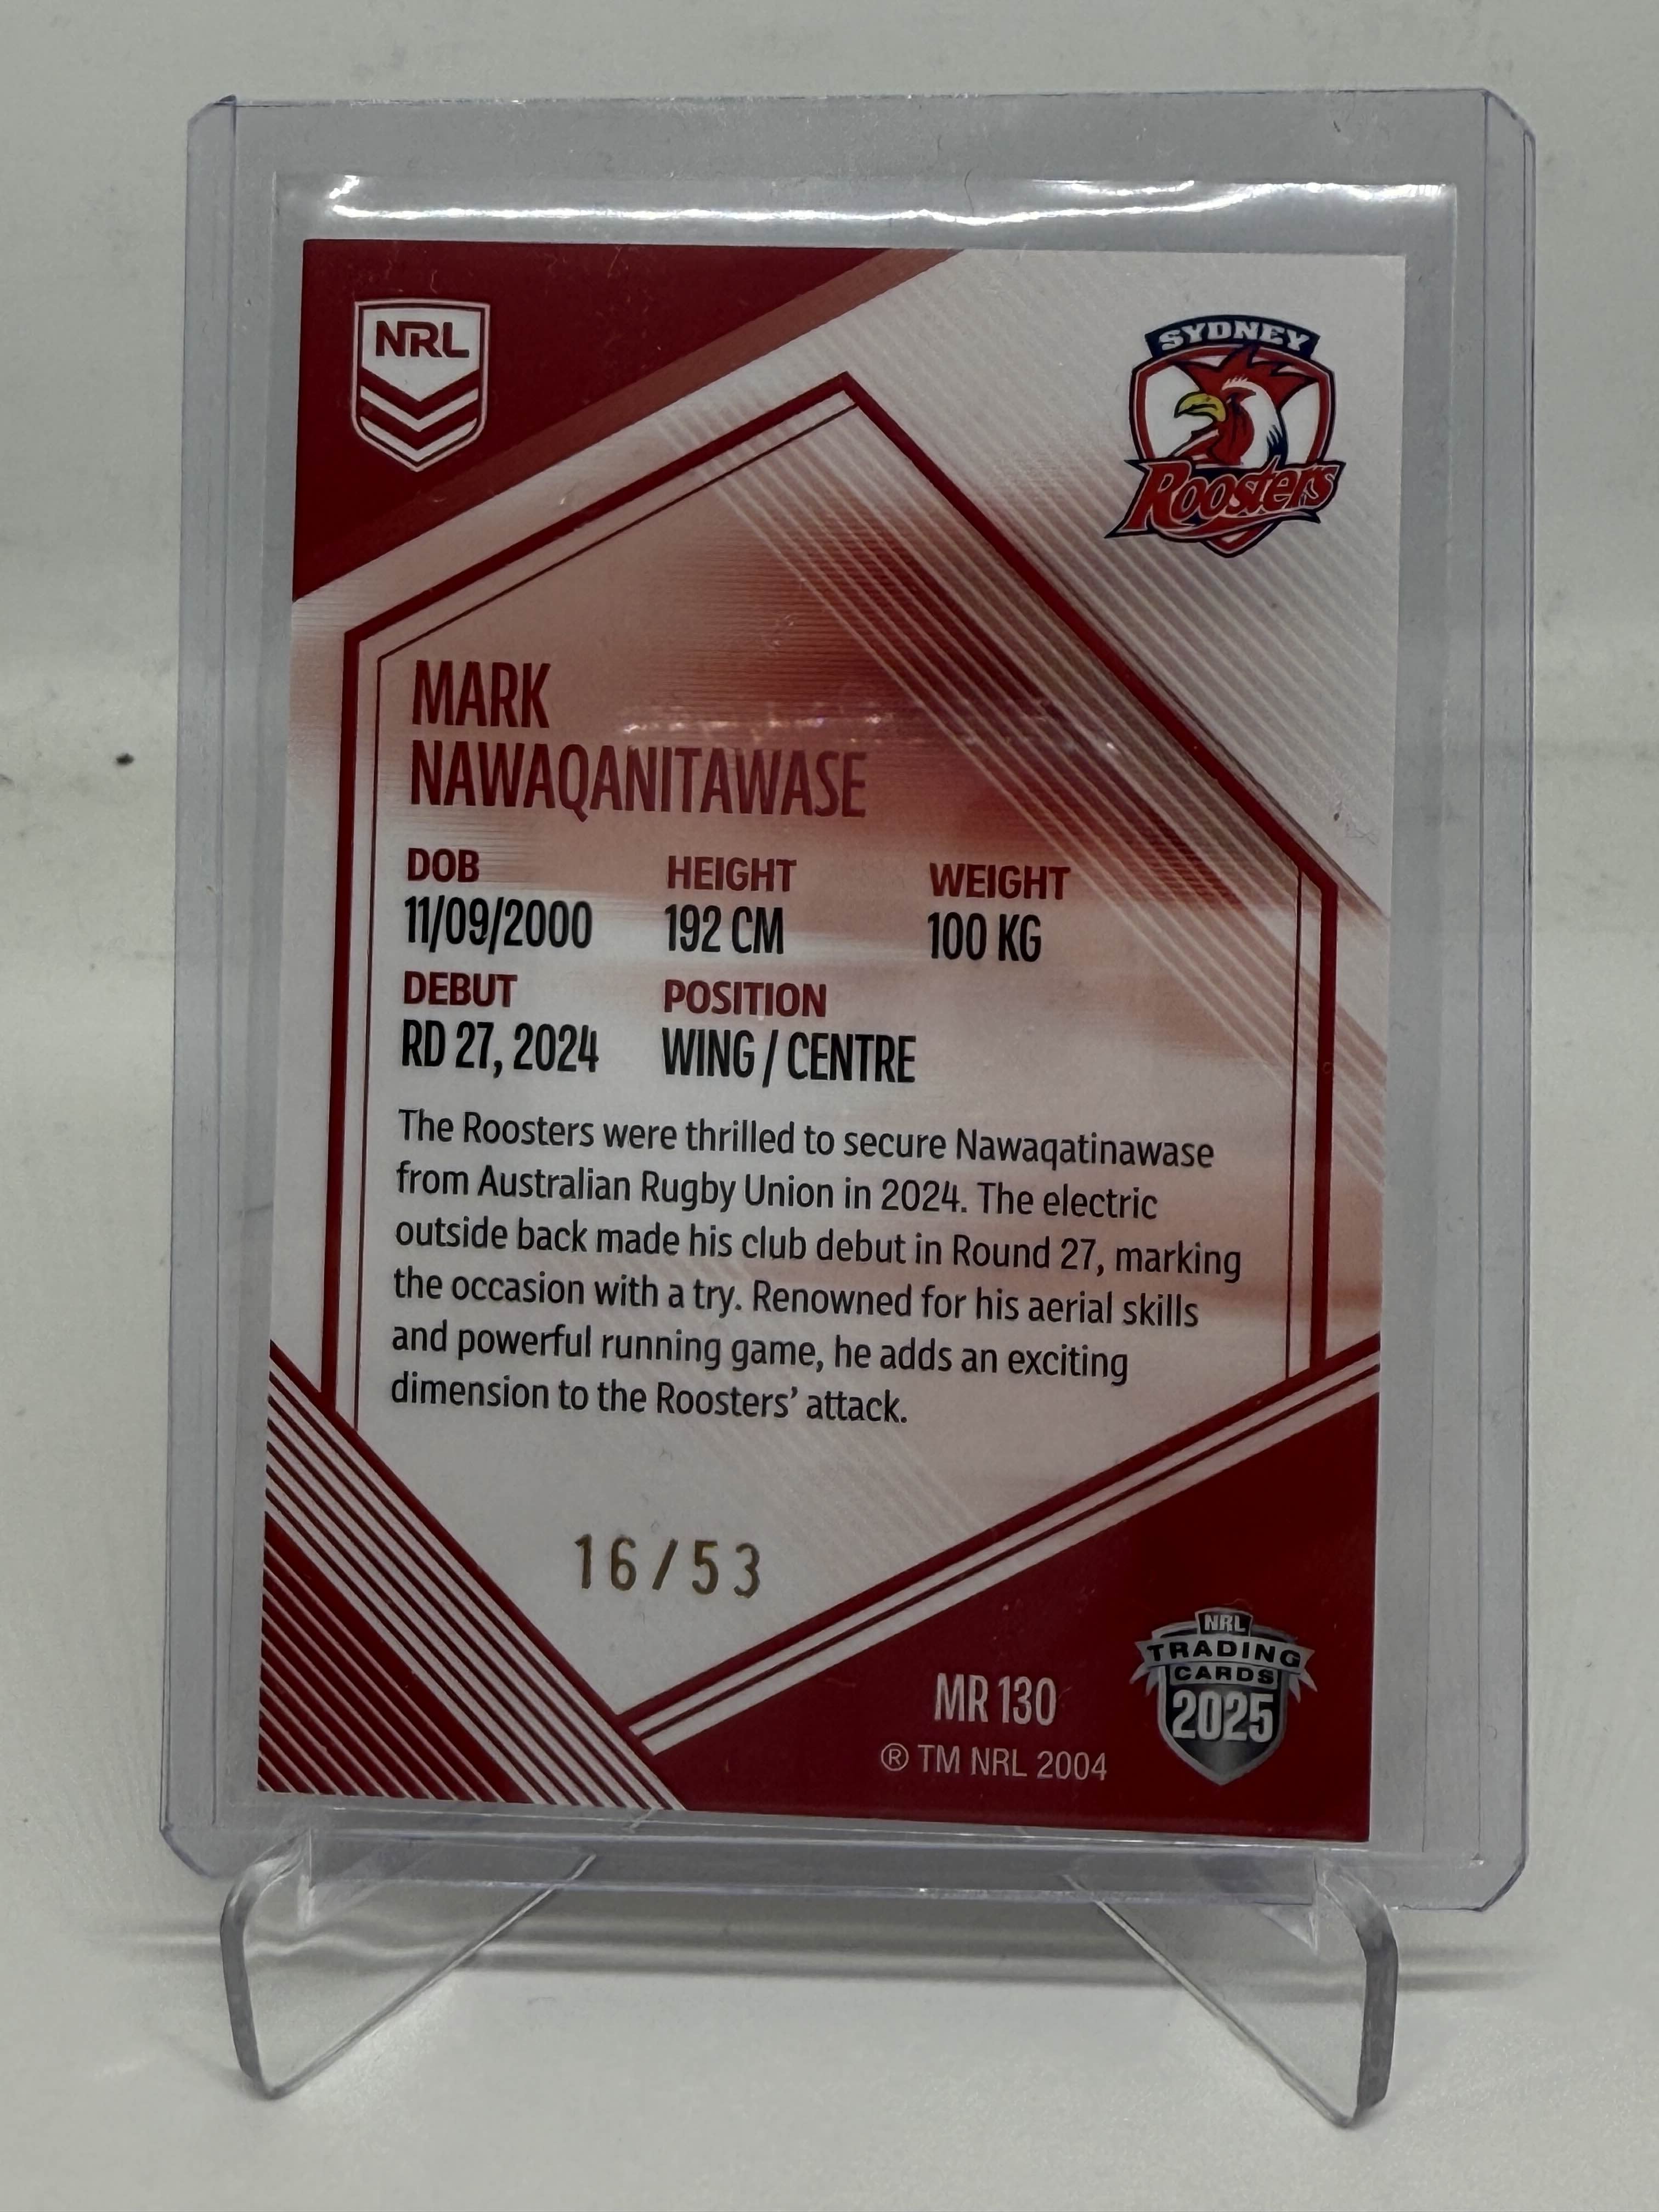 NRL
SYDNEY
Roosters
MARK
NAWAQANITAWASE
DOB HEIGHT WEIGHT
11/09/2000 192 CM 100 KG
DEBUT POSITION
RD 27, 2024 WING / CENTRE
The Roosters were thrilled to secure Nawaqatinawase
from Australian Rugby Union in 2024. The electric
outside back made his club debut in Round 27, marking
the occasion with a try. Renowned for his aerial skills
and powerful running game, he adds an exciting
dimension to the Roosters’ attack.
16/53
NRL
TRADING
CARDS
2025
MR 130
® TM NRL 2004